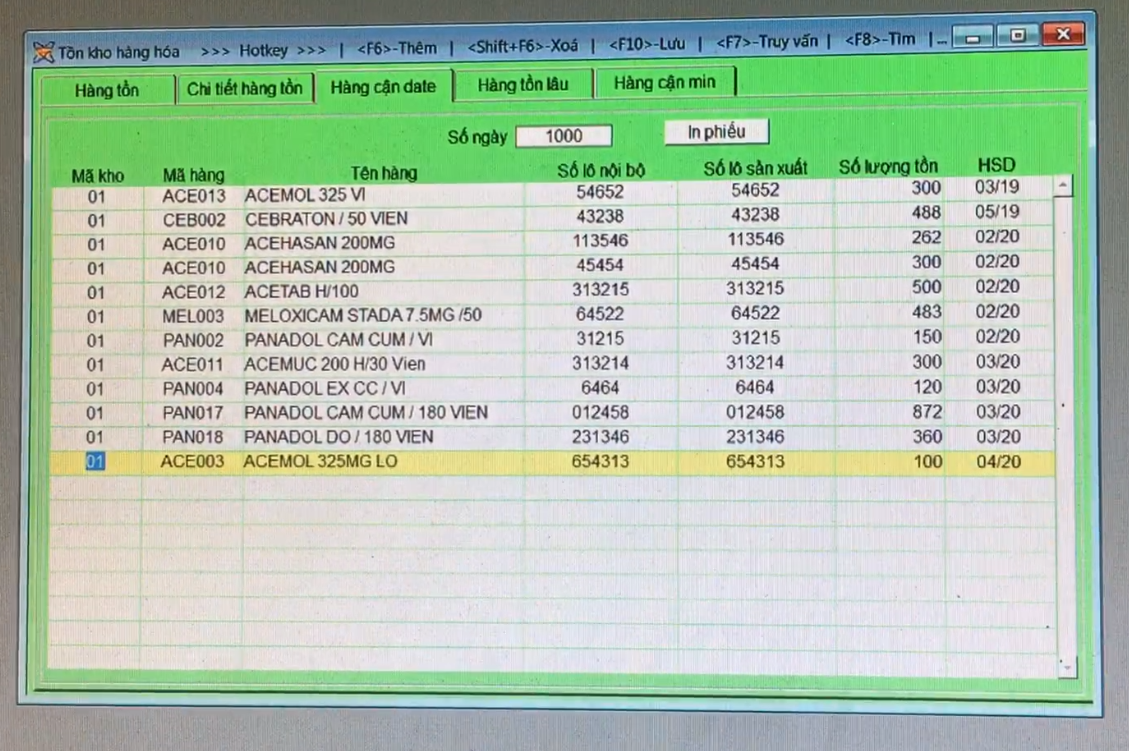 Tồn kho hàng hóa >>> Hotkey >>> | <F6>-Thêm | <Shift+F6>-Xoá | <F10>-Lưu | <F7>-Truy vấn | <F8>-Tìm |...
Hàng tồn Chi tiết hàng tồn Hàng cận date Hàng tồn lâu Hàng cận min
Số ngày 1000 In phiếu
Mã kho Mã hàng Tên hàng Số lô nội bộ Số lô sản xuất Số lượng tồn HSD
01 ACE013 ACEMOL 325 VI 54652 54652 300 03/19
01 CEB002 CEBRATON / 50 VIEN 43238 43238 488 05/19
01 ACE010 ACEHASAN 200MG 113546 113546 262 02/20
01 ACE010 ACEHASAN 200MG 45454 45454 300 02/20
01 ACE012 ACETAB H/100 313215 313215 500 02/20
01 MEL003 MELOXICAM STADA 7.5MG /50 64522 64522 483 02/20
01 PAN002 PANADOL CAM CUM / VI 31215 31215 150 02/20
01 ACE011 ACEMUC 200 H/30 Vien 313214 313214 300 03/20
01 PAN004 PANADOL EX CC / VI 6464 6464 120 03/20
01 PAN017 PANADOL CAM CUM / 180 VIEN 012458 012458 872 03/20
01 PAN018 PANADOL DO / 180 VIEN 231346 231346 360 03/20
01 ACE003 ACEMOL 325MG LO 654313 654313 100 04/20